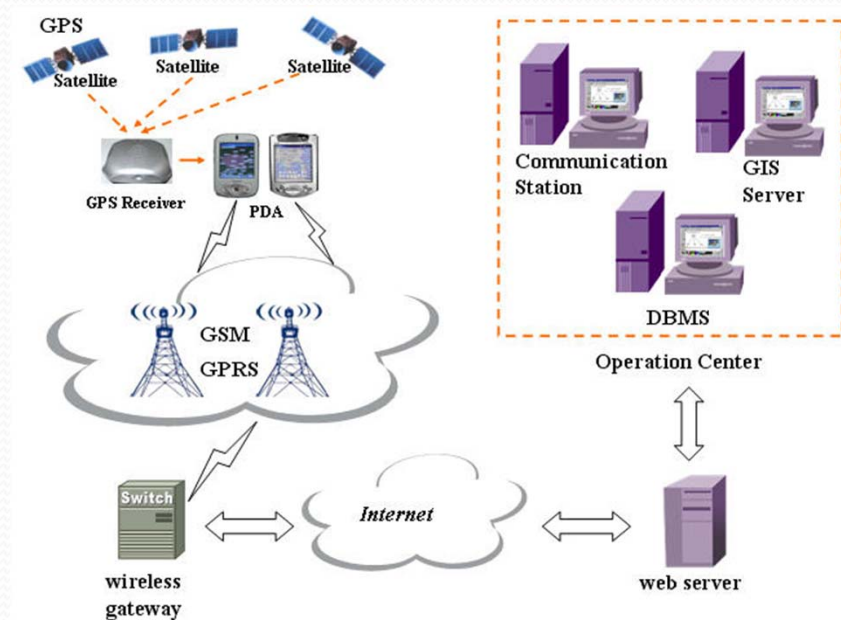 GPS
Satellite
Satellite
Satellite
GPS Receiver
PDA
GSM
GPRS
Communication
Station
GIS
Server
DBMS
Operation Center
Switch
wireless
gateway
Internet
web server